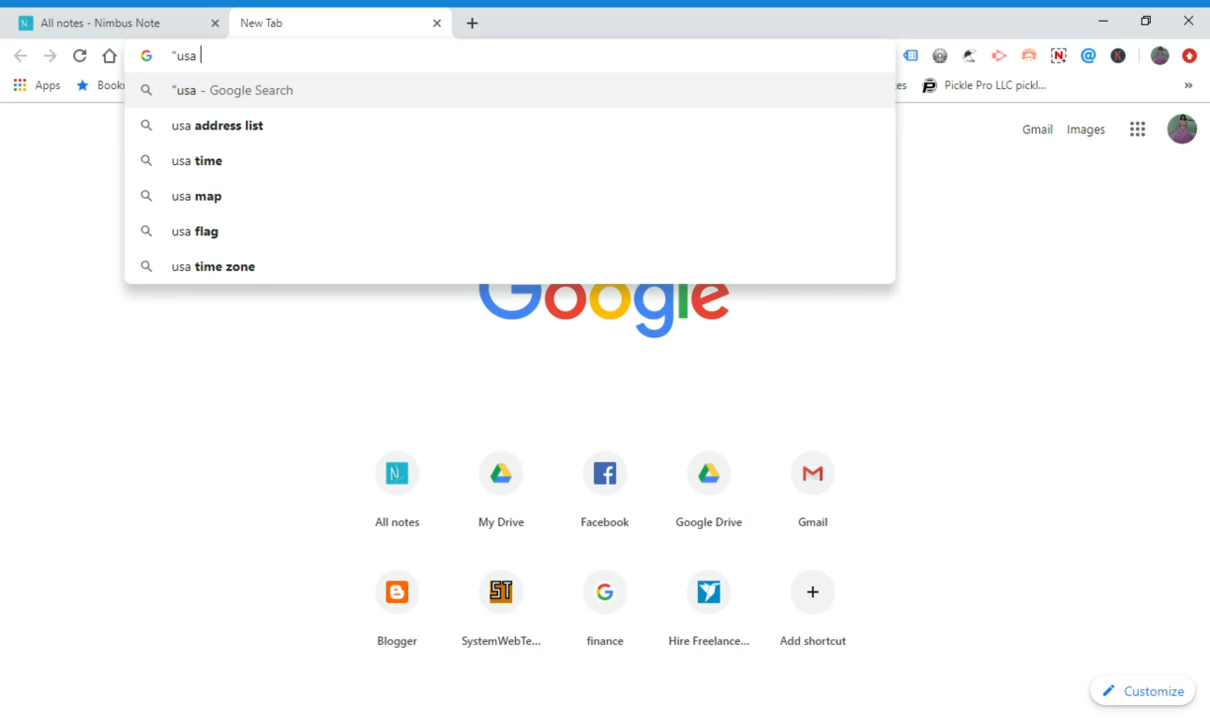 All notes - Nimbus Note
New Tab
"usa
Apps
Pickle Pro LLC pickl...
"usa - Google Search
usa address list
usa time
usa map
usa flag
usa time zone
Gmail
Images
Google
All notes
My Drive
Facebook
Google Drive
Gmail
Blogger
SystemWebTe...
finance
Hire Freelance...
Add shortcut
Customize